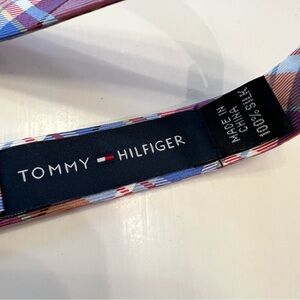 TOMMY HILFIGER
MADE IN
CHINA
100% SILK